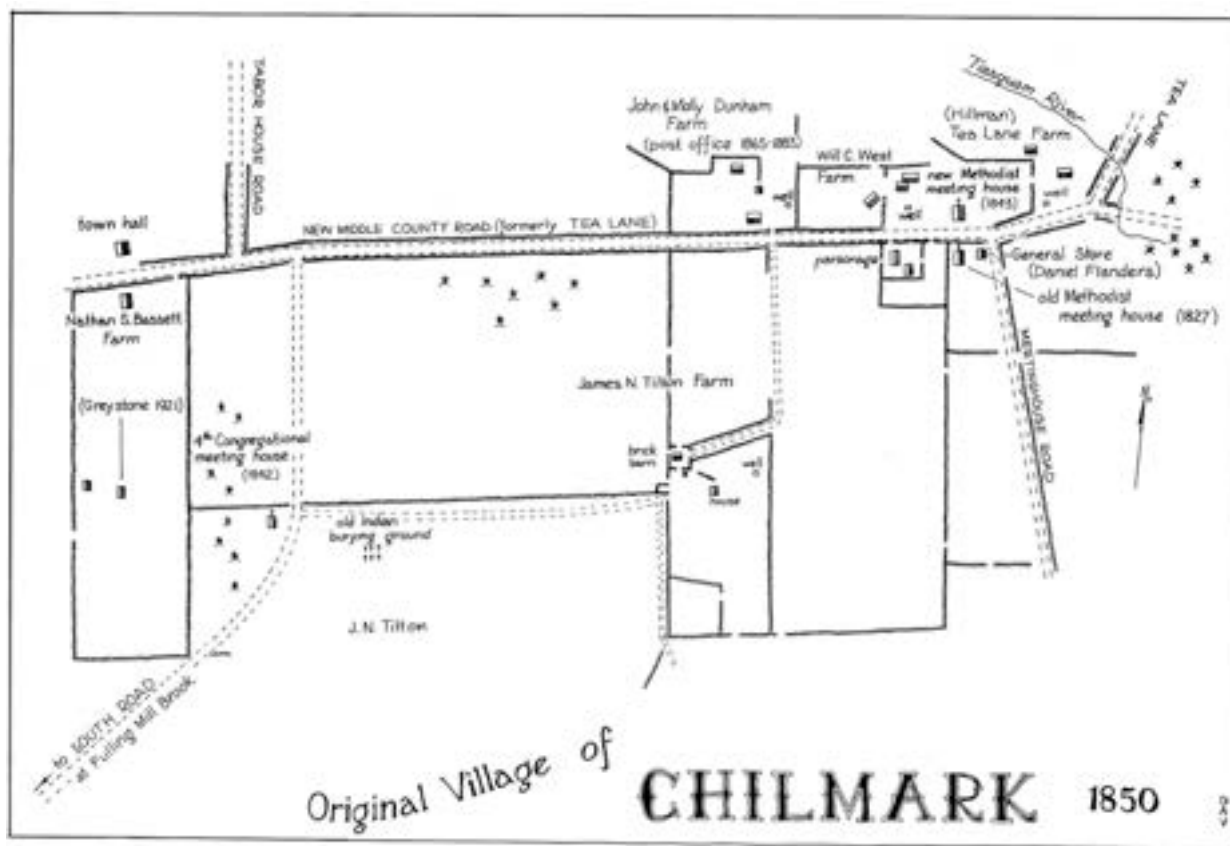 TABOR HOUSE ROAD
Tiasquam River
TEA LANE
John & Molly Dunham
Farm
(post office 1865-1885)
(Hillman)
Tea Lane Farm
Will C. West
Farm
new Methodist
meeting house
(1845)
well
well
well
town hall
NEW MIDDLE COUNTY ROAD (formerly TEA LANE)
parsonage
General Store
(Daniel Flanders)
old Methodist
meeting house (1827)
Nathan S. Bassett
Farm
MEETINGHOUSE ROAD
James N. Tilton Farm
(Greystone 1921)
4th Congregational
meeting house
(1842)
brick
barn
well
house
old Indian
burying ground
J. N. Tilton
to SOUTH ROAD
at Fulling Mill Brook
Original Village of
CHILMARK 1850